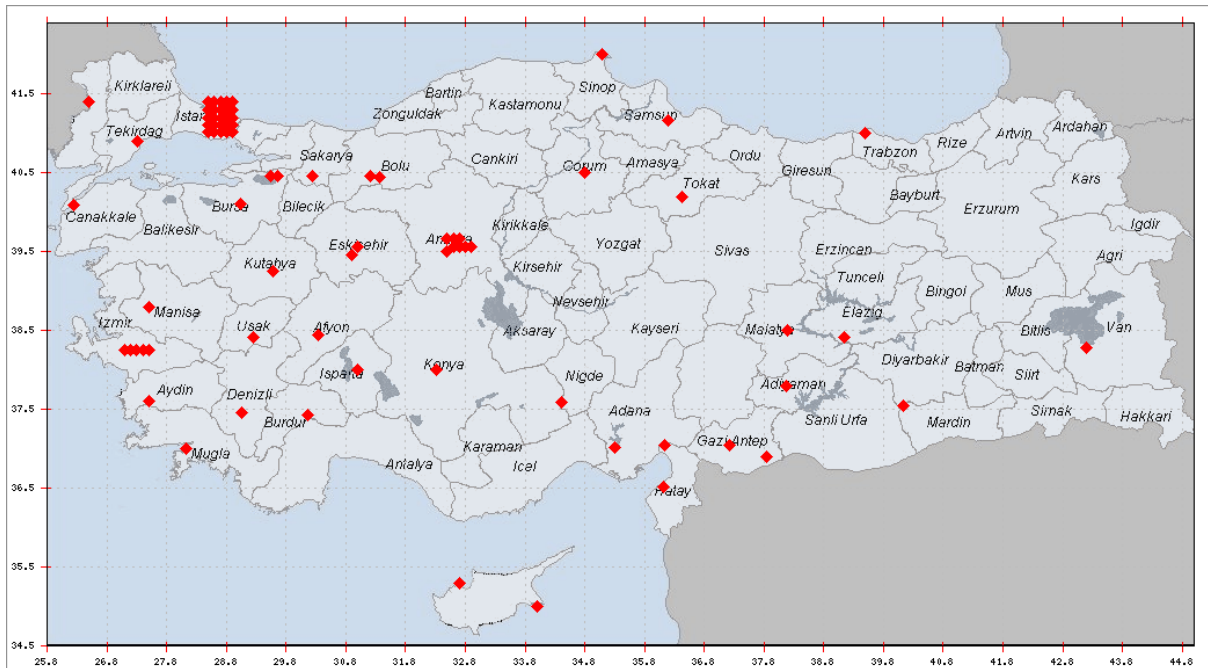 41.5
40.5
39.5
38.5
37.5
36.5
35.5
34.5
Kirklareli
Tekirdag
Istan
Bartin
Zonguldak
Kastamonu
Sinop
Samsun
Sakarya
Bolu
Cankiri
Corum
Amasya
Ordu
Giresun
Trabzon
Rize
Artvin
Ardahan
Kars
Tokat
Bayburt
Erzurum
Igdir
Agri
Canakkale
Balikesir
Bursa
Bilecik
Eskisehir
Kirikkale
Yozgat
Sivas
Erzincan
Tunceli
Kutahya
Kirsehir
Nevsehir
Bingol
Mus
Izmir
Manisa
Usak
Afyon
Aksaray
Kayseri
Malatya
Elazig
Bitlis
Van
Isparta
Konya
Nigde
Diyarbakir
Batman
Siirt
Aydin
Denizli
Burdur
Adana
Adiyaman
Sanli Urfa
Mardin
Sirnak
Hakkari
Mugla
Antalya
Karaman
Icel
Gazi Antep
Hatay
25.8 26.8 27.8 28.8 29.8 30.8 31.8 32.8 33.8 34.8 35.8 36.8 37.8 38.8 39.8 40.8 41.8 42.8 43.8 44.8